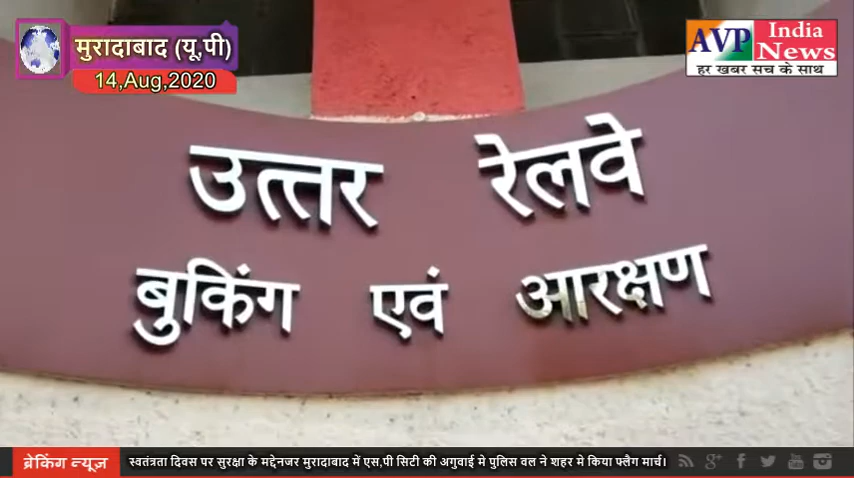 मुरादाबाद (यू,पी)
14,Aug,2020
AVP India News
हर खबर सच के साथ
उत्तर रेलवे
बुकिंग एवं आरक्षण
ब्रेकिंग न्यूज़ स्वतंत्रता दिवस पर सुरक्षा के मद्देनजर मुरादाबाद में एस,पी सिटी की अगुवाई मे पुलिस वल ने शहर मे किया फ्लैग मार्च।